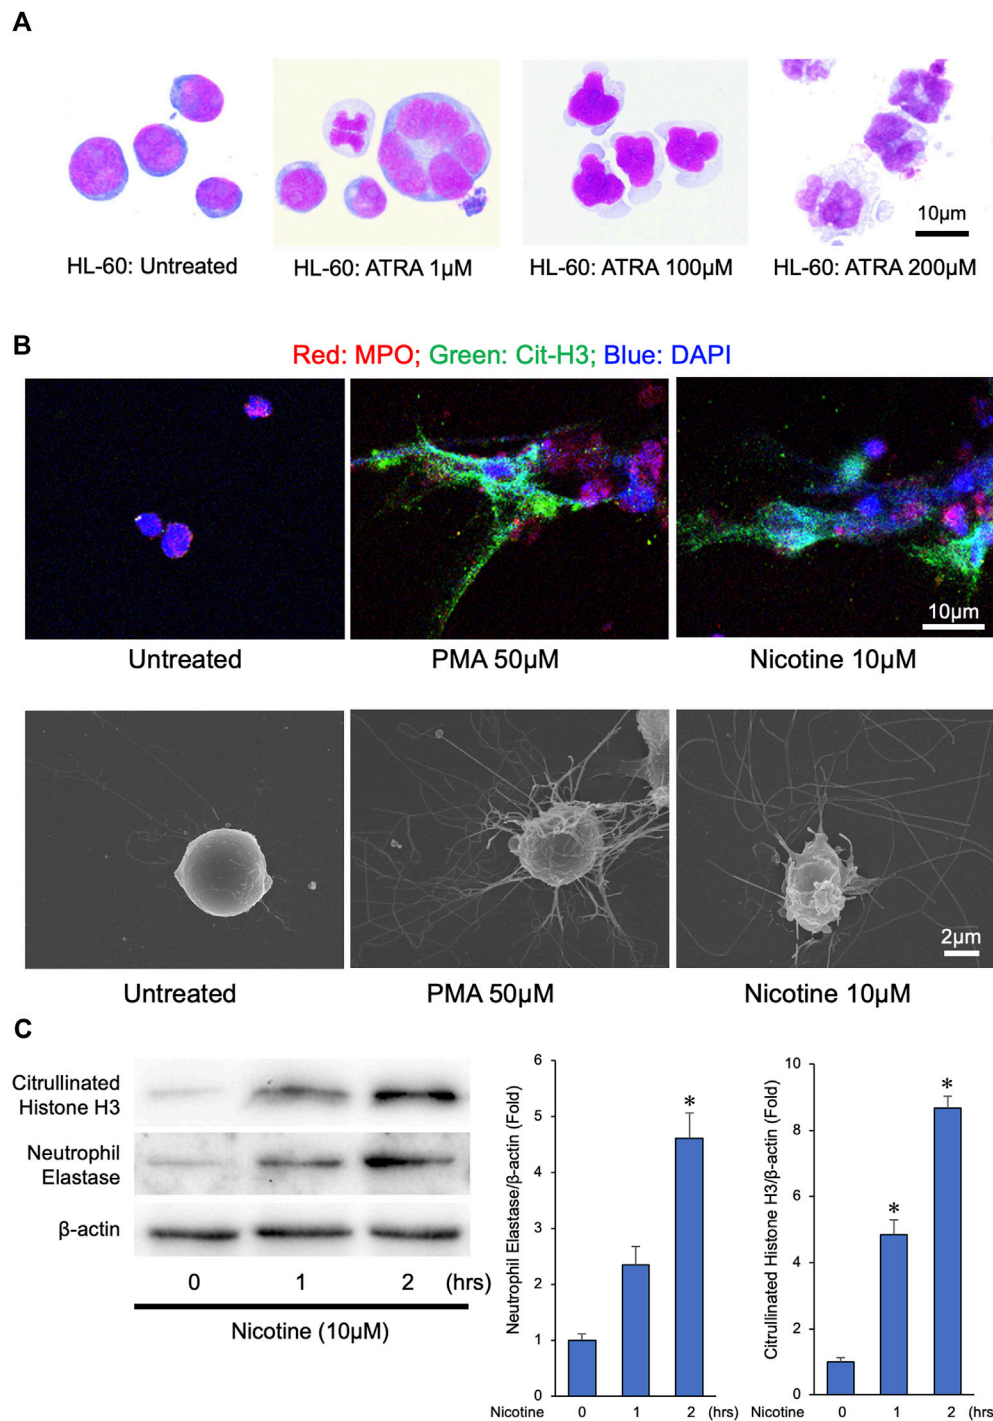 A
HL-60: Untreated
HL-60: ATRA 1μM
HL-60: ATRA 100μM
10μm
HL-60: ATRA 200μM
B
Red: MPO; Green: Cit-H3; Blue: DAPI
10μm
Untreated
PMA 50μM
Nicotine 10μM
2μm
Untreated
PMA 50μM
Nicotine 10μM
C
Citrullinated
Histone H3
Neutrophil
Elastase
β-actin
0 1 2 (hrs)
Nicotine (10μM)
Neutrophil Elastase/β-actin (Fold)
6
5
4
3
2
1
0
*
Nicotine 0 1 2 (hrs)
Citrullinated Histone H3/β-actin (Fold)
10
8
6
4
2
0
*
*
Nicotine 0 1 2 (hrs)